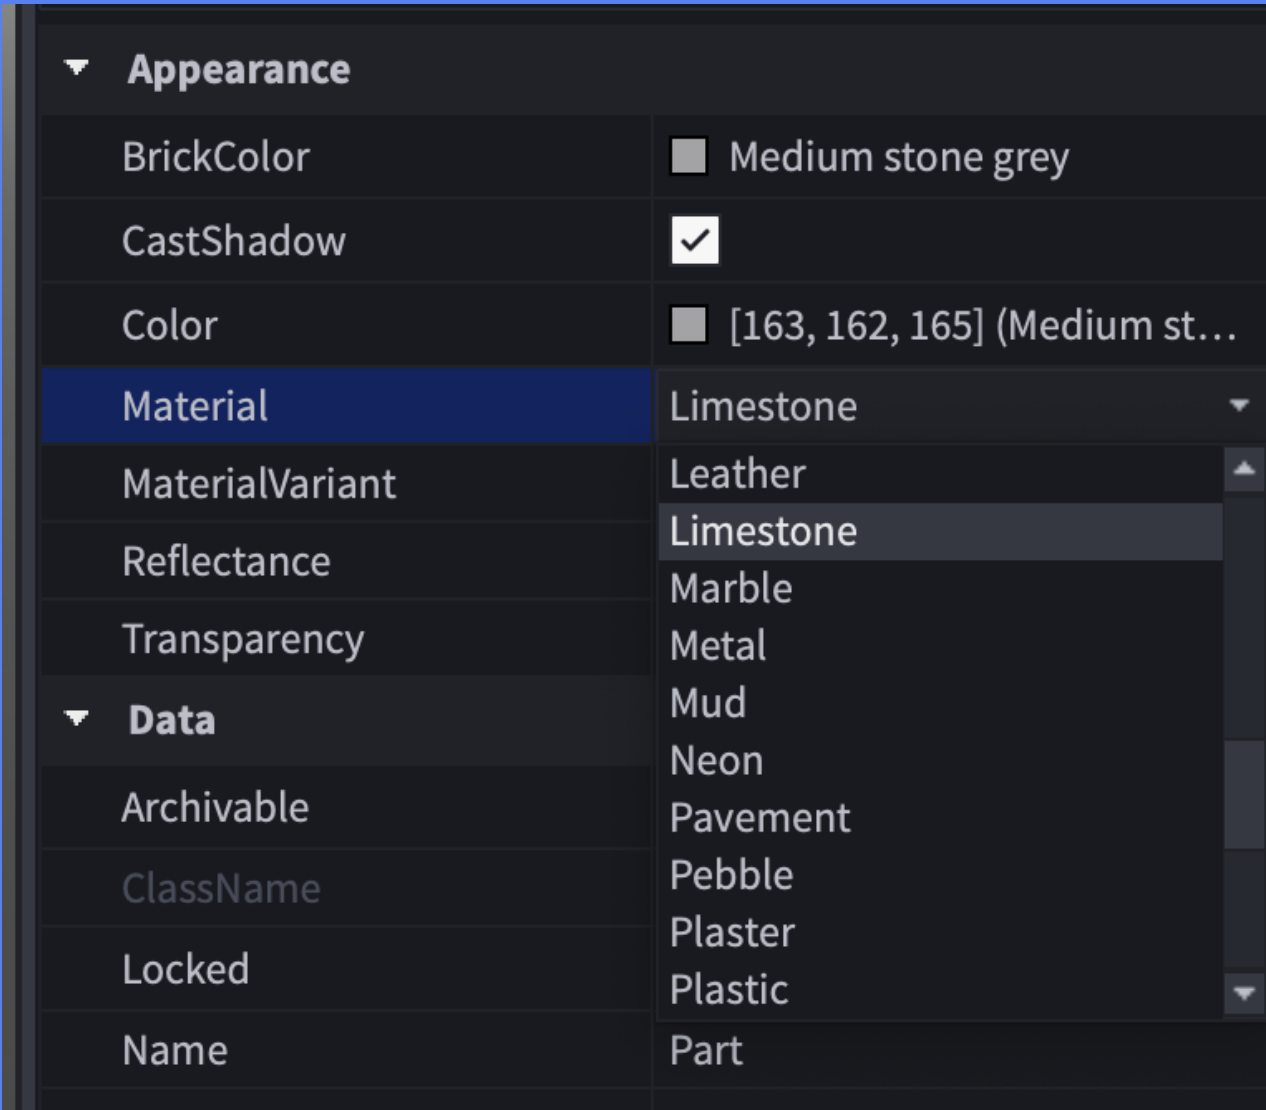 Appearance
BrickColor Medium stone grey
CastShadow
Color [163, 162, 165] (Medium st...
Material Limestone
Leather
MaterialVariant
Limestone
Reflectance
Marble
Transparency
Metal
Data
Mud
Neon
Archivable
Pavement
ClassName
Pebble
Locked
Plaster
Plastic
Name Part